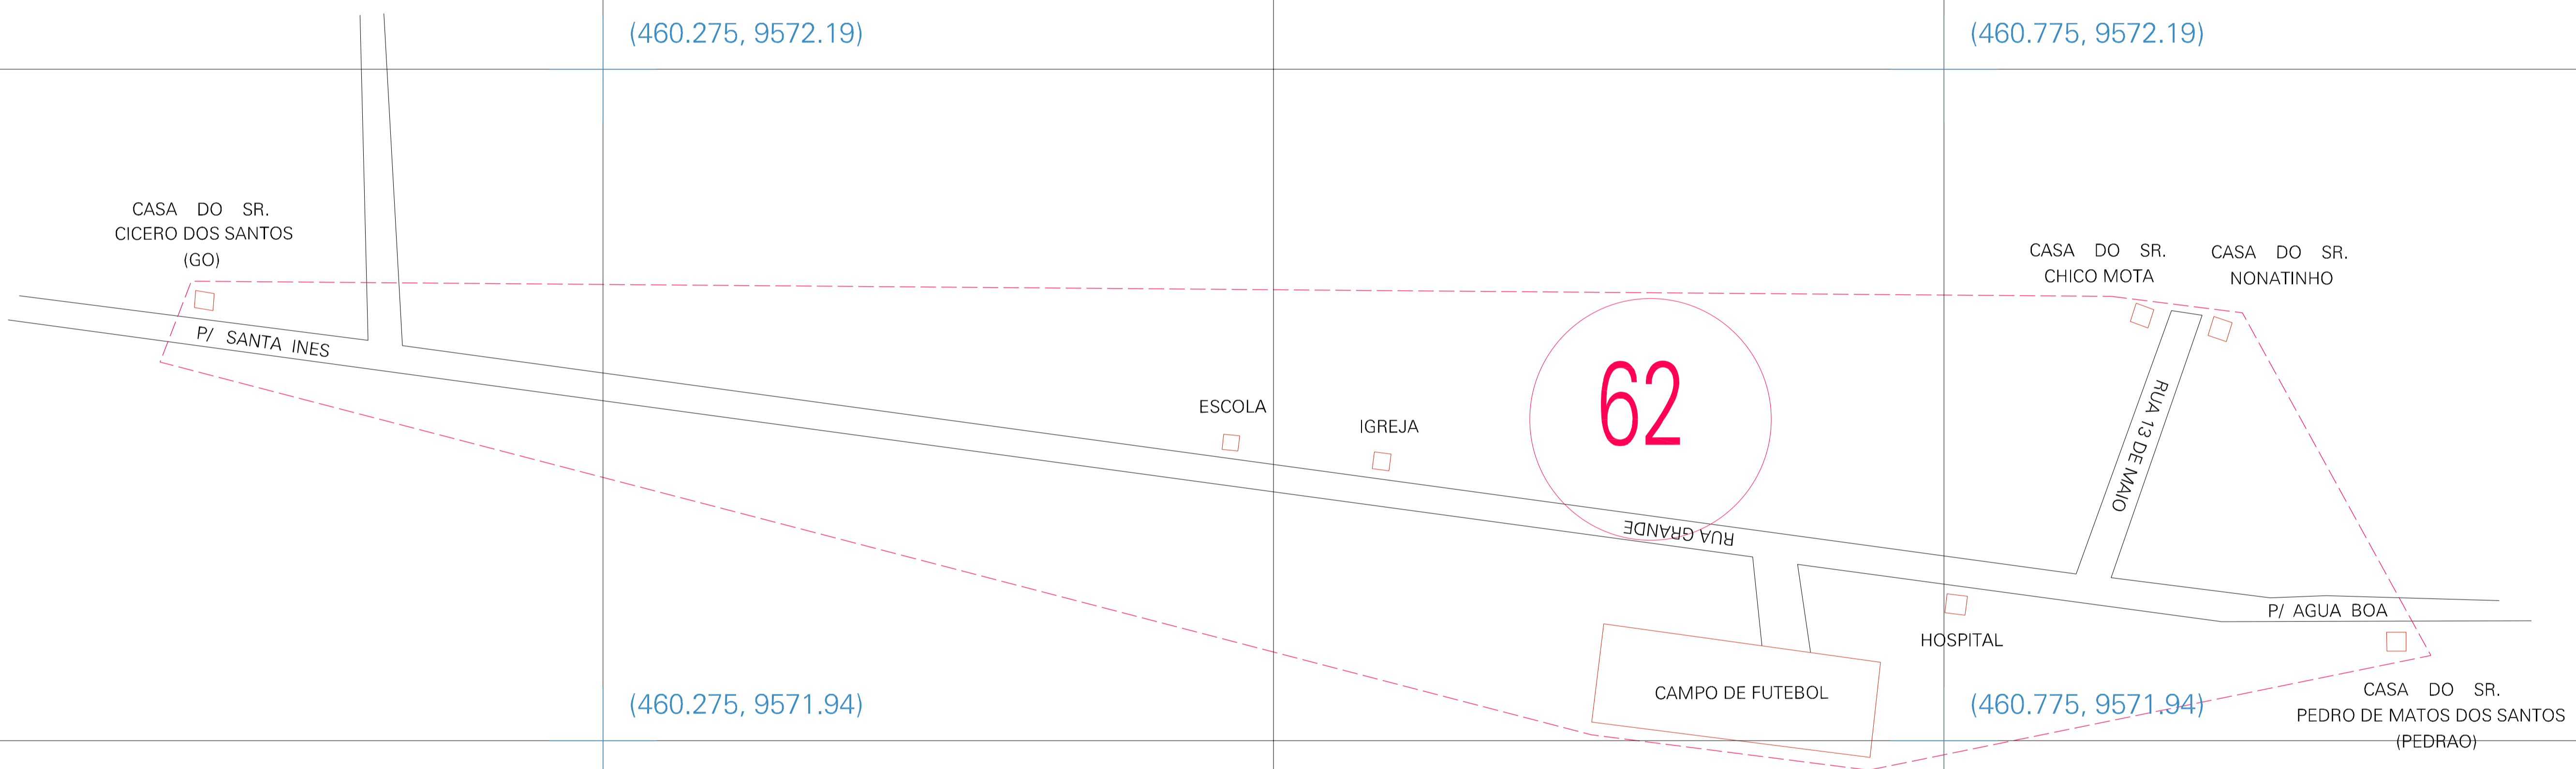 (460.275, 9572.19)
(460.775, 9572.19)
CASA DO SR.
CICERO DOS SANTOS
(GO)
CASA DO SR.
CHICO MOTA
CASA DO SR.
NONATINHO
P/ SANTA INES
62
ESCOLA
IGREJA
RUA 13 DE MAIO
RUA GRANDE
P/ AGUA BOA
HOSPITAL
CAMPO DE FUTEBOL
(460.275, 9571.94)
(460.775, 9571.94)
CASA DO SR.
PEDRO DE MATOS DOS SANTOS
(PEDRAO)